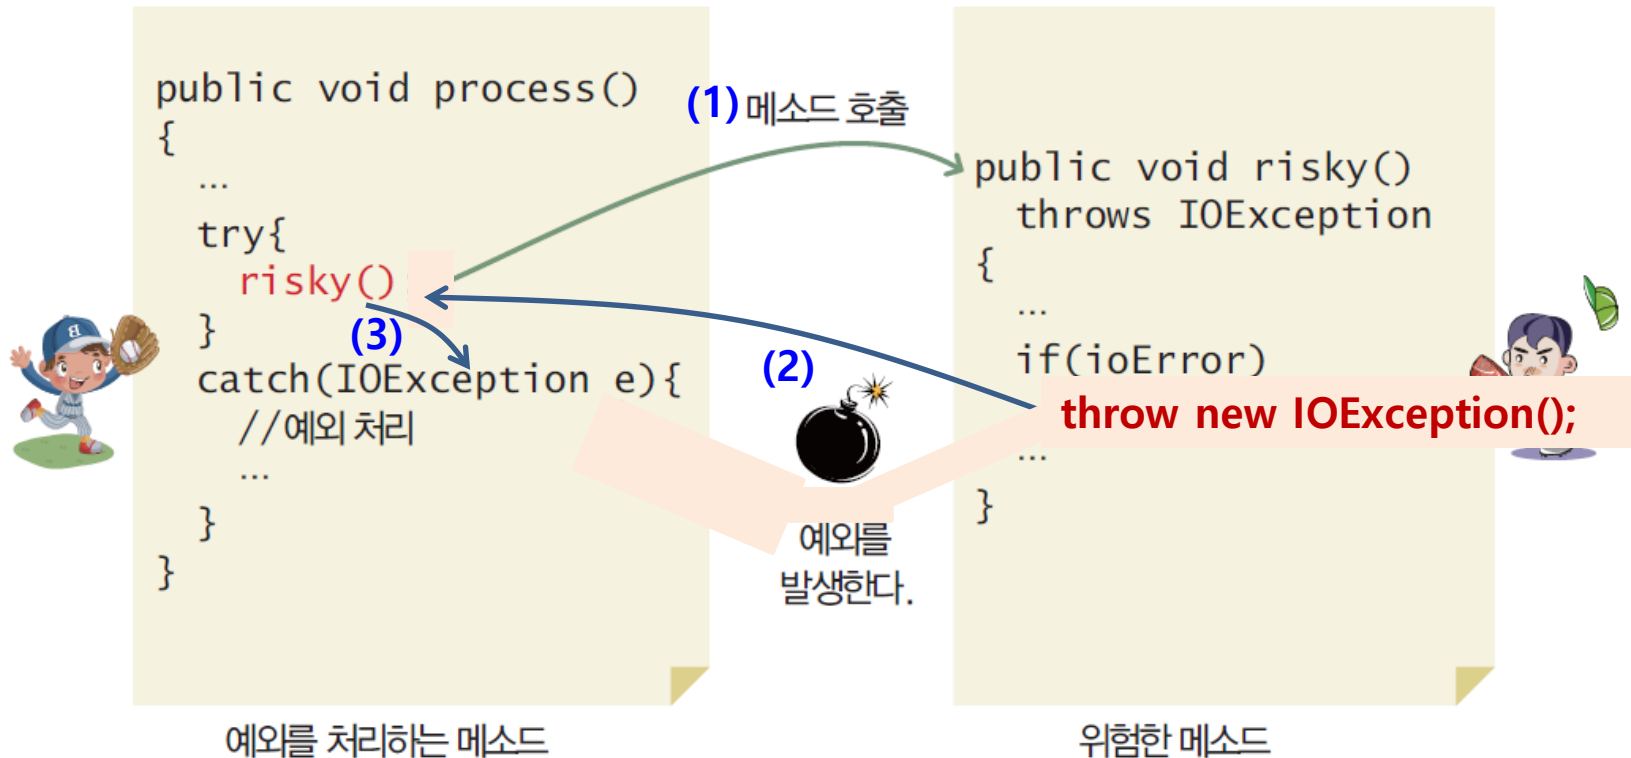 public void process()
{
...
try{
risky()
}
catch(IOException e){
//예외 처리
...
}
}
예외를 처리하는 메소드
(1) 메소드 호출
(2)
(3)
예외를
발생한다.
public void risky()
throws IOException
{
...
if(ioError)
throw new IOException();
...
}
위험한 메소드
B